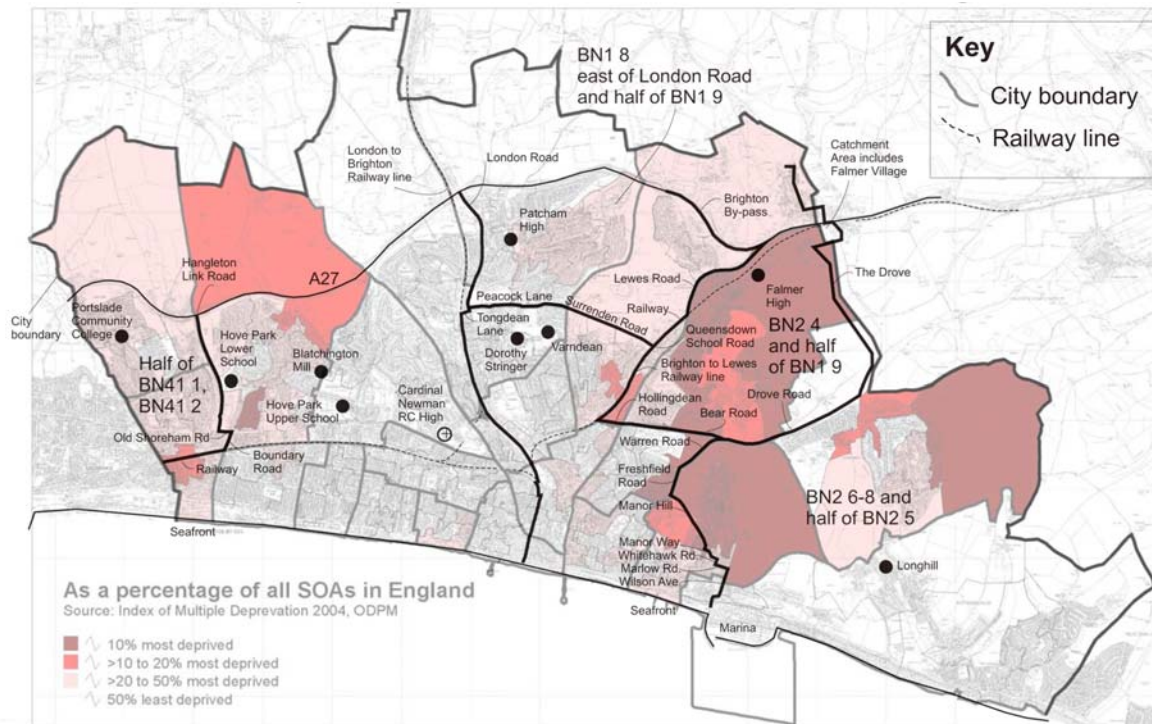 BN1 8
east of London Road
and half of BN1 9
Key
City boundary
Railway line
London to
Brighton
Railway line
London Road
Catchment
Area includes
Falmer Village
Patcham
High
Brighton
By-pass
Hangleton
Link Road
A27
Lewes Road
The Drove
Falmer
High
Peacock Lane
Surrenden Road
Railway
Portslade
Community
College
City
boundary
Tongdean
Lane
Dorothy
Stringer
Varndean
Queensdown
School Road
BN2 4
and half
of BN1 9
Hove Park
Lower
School
Blatchington
Mill
Half of
BN41 1,
BN41 2
Brighton to Lewes
Railway line
Cardinal
Newman
RC High
Hollingdean
Road
Drove Road
Bear Road
Hove Park
Upper School
Old Shoreham Rd
Warren Road
Railway
Boundary
Road
Freshfield
Road
BN2 6-8 and
half of BN2 5
Manor Hill
Seafront
Manor Way
Whitehawk Rd.
Marlow Rd.
Wilson Ave.
Longhill
Seafront
Marina
As a percentage of all SOAs in England
Source: Index of Multiple Deprevation 2004, ODPM
10% most deprived
>10 to 20% most deprived
>20 to 50% most deprived
50% least deprived